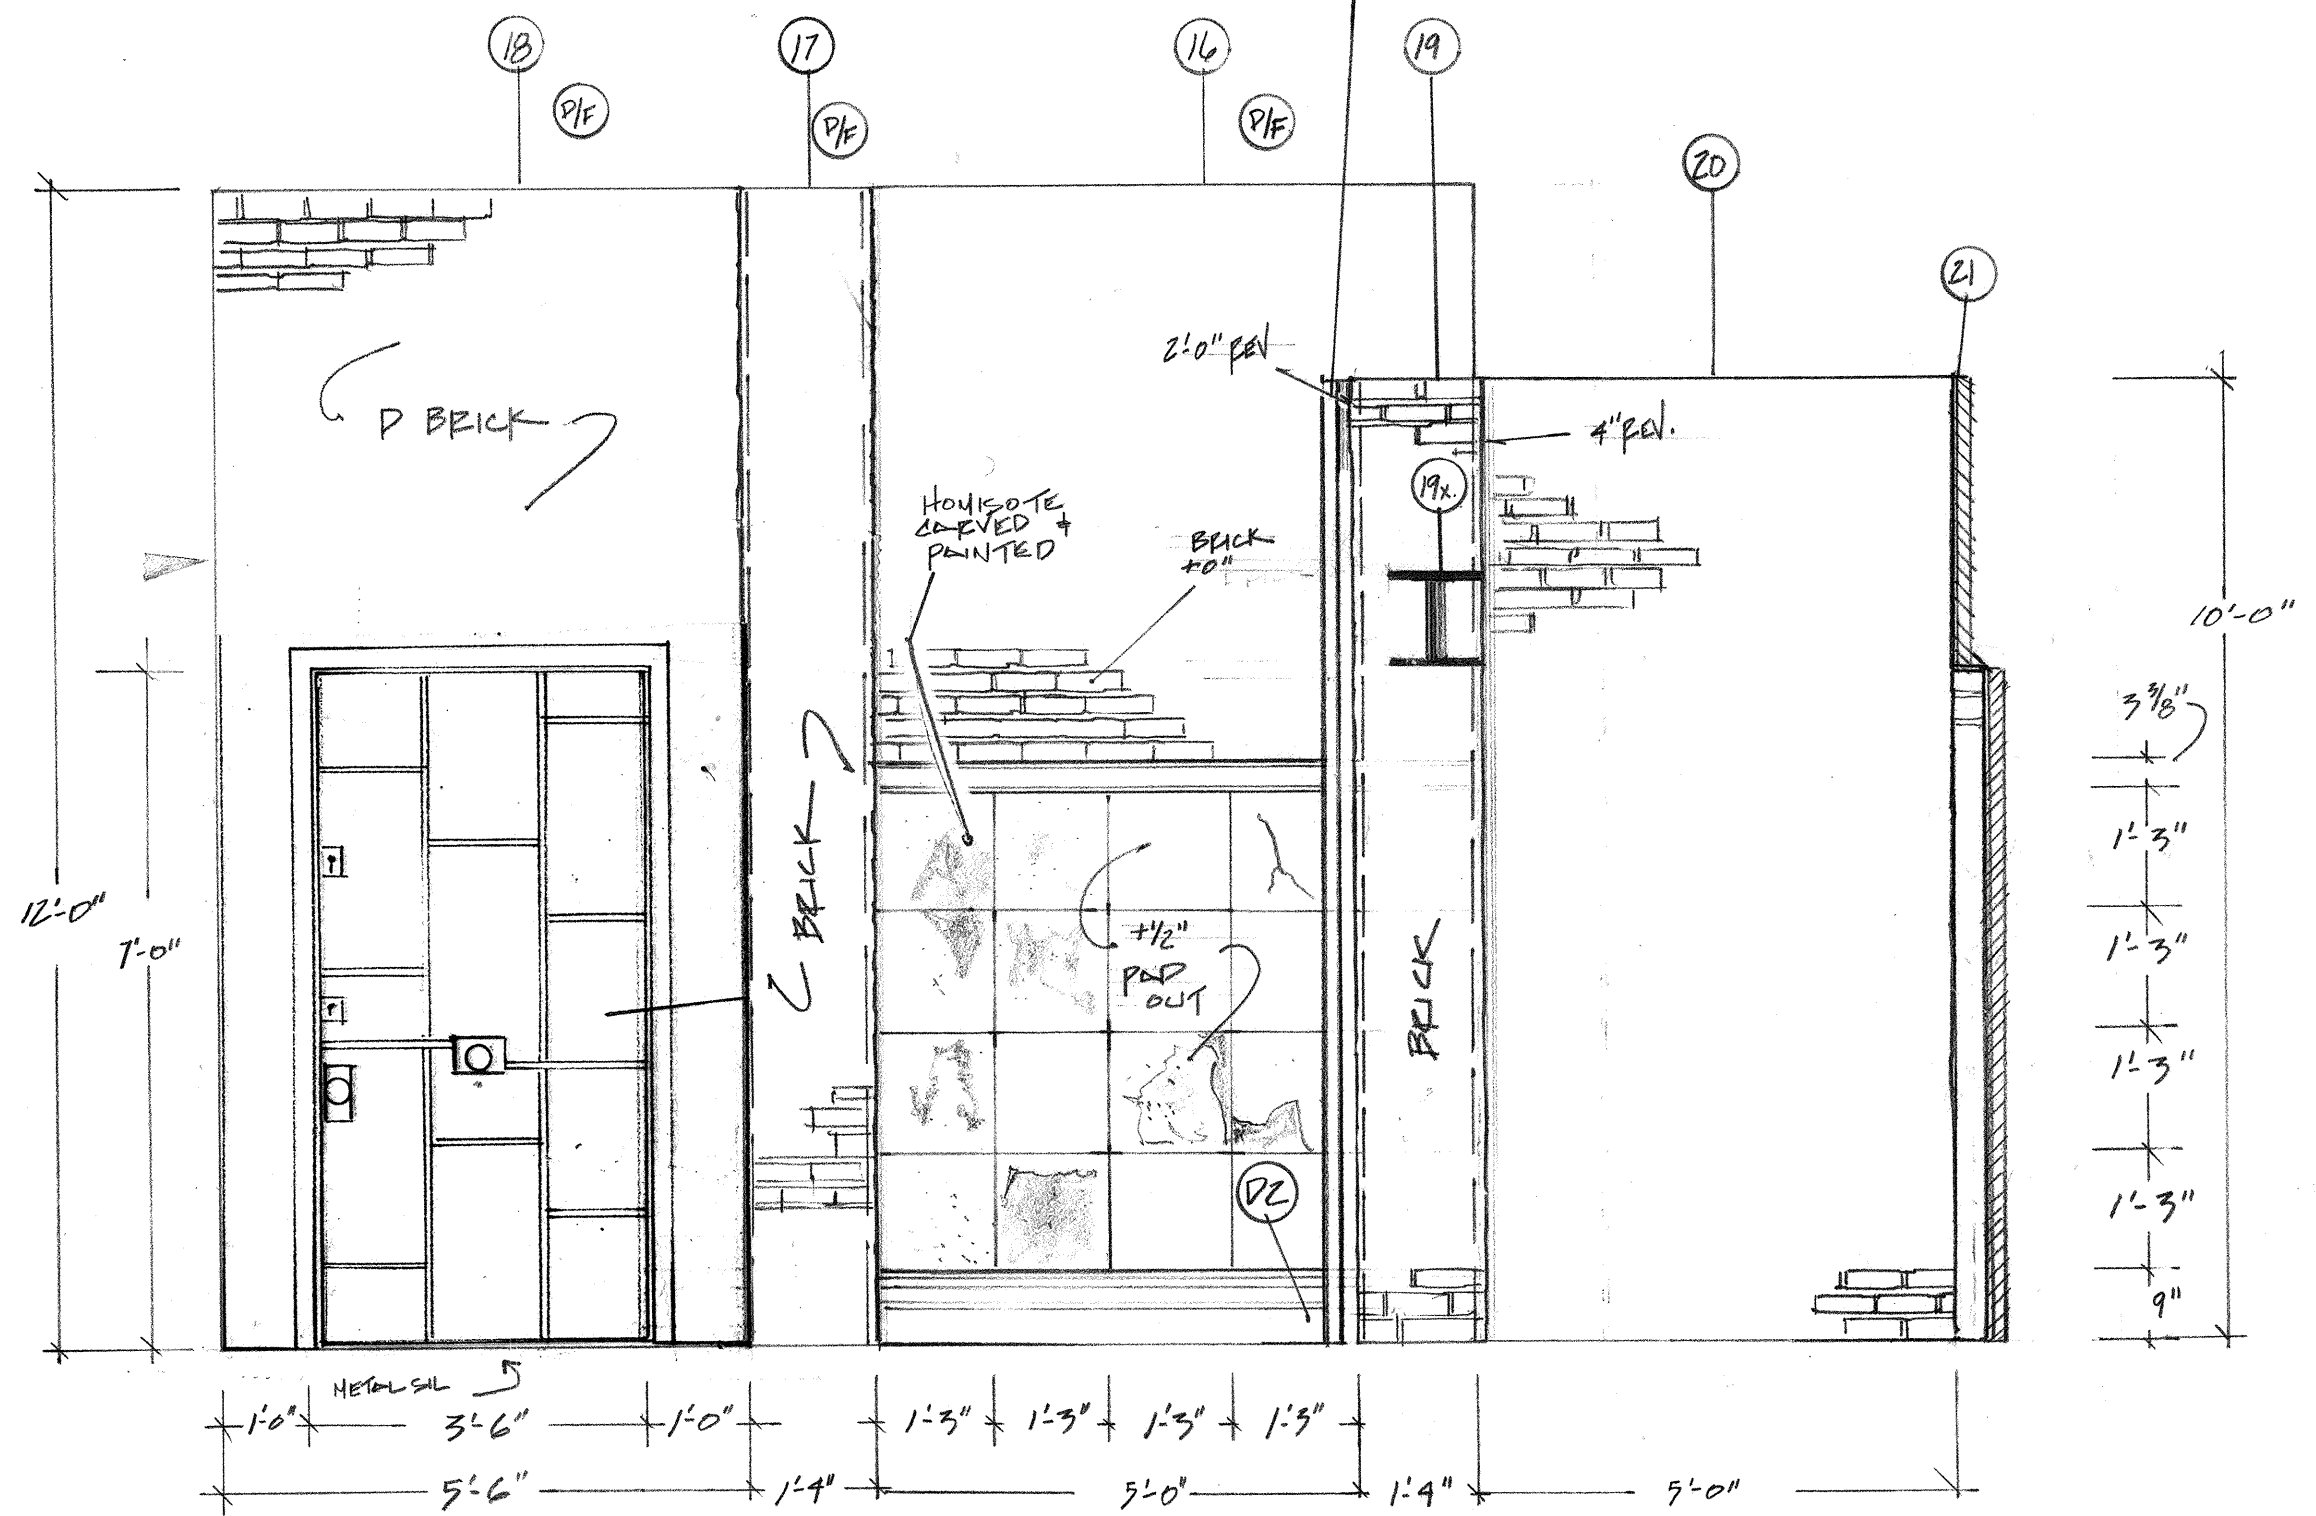 18
17
16
19
D/F
D/F
D/F
20
21
2'-0" REV
D BRICK
4" REV.
19x.
HOMISOTE
CARVED &
PAINTED
BRICK
+0"
10'-0"
3 3/8"
1'-3"
BRICK
12'-0"
7'-0"
+1/2"
PAD
OUT
BRICK
1'-3"
1'-3"
1'-3"
D2
9"
METAL SIL
1'-0"
3'-6"
1'-0"
1'-3"
1'-3"
1'-3"
1'-3"
5'-6"
1'-4"
5'-0"
1'-4"
5'-0"